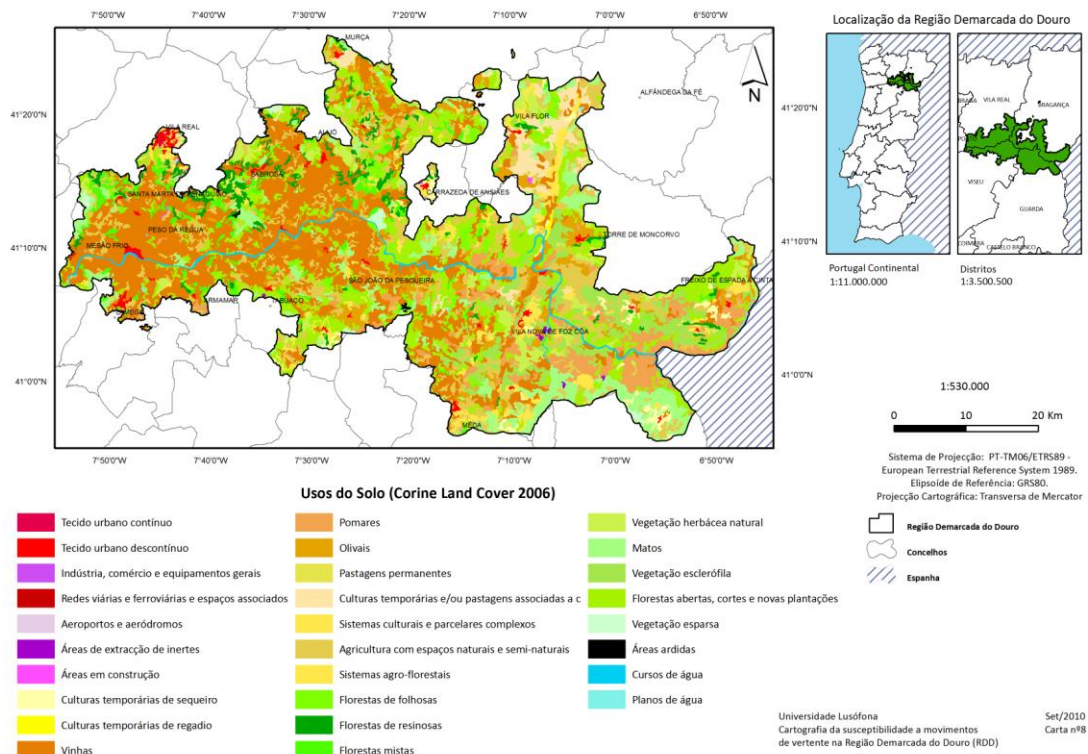 7°50'0"W
7°40'0"W
7°30'0"W
7°20'0"W
7°10'0"W
7°0'0"W
6°50'0"W
41°20'0"N
41°10'0"N
41°0'0"N
41°20'0"N
41°10'0"N
41°0'0"N
7°50'0"W
7°40'0"W
7°30'0"W
7°20'0"W
7°10'0"W
7°0'0"W
6°50'0"W
N
MURÇA
ALFÂNDEGA DA FÉ
VILA FLOR
VILA REAL
ALIJÓ
SABROSA
CARRAZEDA DE ANSIÃES
SANTA MARTA DE
PESO DA RÉGUA
MESÃO FRIO
TORRE DE MONCORVO
SÃO JOÃO DA PESQUEIRA
FREIXO DE ESPADA À CINTA
ARMAMAR
TABUAÇO
LAMEGO
VILA NOVA DE FOZ CÔA
MÊDA
Localização da Região Demarcada do Douro
BRAGA
VILA REAL
BRAGANÇA
VISEU
GUARDA
COIMBRA
CASTELO BRANCO
Portugal Continental
1:11.000.000
Distritos
1:3.500.500
1:530.000
0 10 20 Km
Sistema de Projecção: PT-TM06/ETRS89 -
European Terrestrial Reference System 1989.
Elipsoíde de Referência: GRS80.
Projecção Cartográfica: Transversa de Mercator
Região Demarcada do Douro
Concelhos
Espanha
Usos do Solo (Corine Land Cover 2006)
Tecido urbano contínuo
Tecido urbano descontínuo
Indústria, comércio e equipamentos gerais
Redes viárias e ferroviárias e espaços associados
Aeroportos e aeródromos
Áreas de extracção de inertes
Áreas em construção
Culturas temporárias de sequeiro
Culturas temporárias de regadio
Vinhas
Pomares
Olivais
Pastagens permanentes
Culturas temporárias e/ou pastagens associadas a c
Sistemas culturais e parcelares complexos
Agricultura com espaços naturais e semi-naturais
Sistemas agro-florestais
Florestas de folhosas
Florestas de resinosas
Florestas mistas
Vegetação herbácea natural
Matos
Vegetação esclerófila
Florestas abertas, cortes e novas plantações
Vegetação esparsa
Áreas ardidas
Cursos de água
Planos de água
Universidade Lusófona
Cartografia da susceptibilidade a movimentos
de vertente na Região Demarcada do Douro (RDD)
Set/2010
Carta nº8